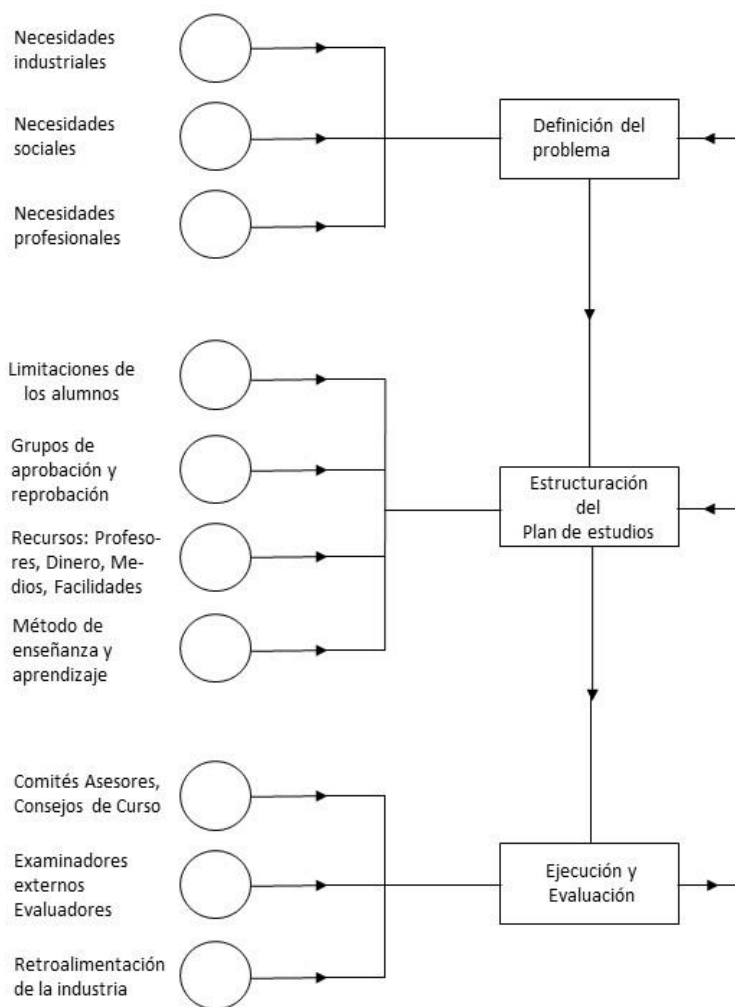 Necesidades
industriales
Necesidades
sociales
Definición del
problema
Necesidades
profesionales
Limitaciones de
los alumnos
Grupos de
aprobación y
reprobación
Estructuración
del
Plan de estudios
Recursos: Profeso-
res, Dinero, Me-
dios, Facilidades
Método de
enseñanza y
aprendizaje
Comités Asesores,
Consejos de Curso
Examinadores
externos
Evaluadores
Ejecución y
Evaluación
Retroalimentación
de la industria